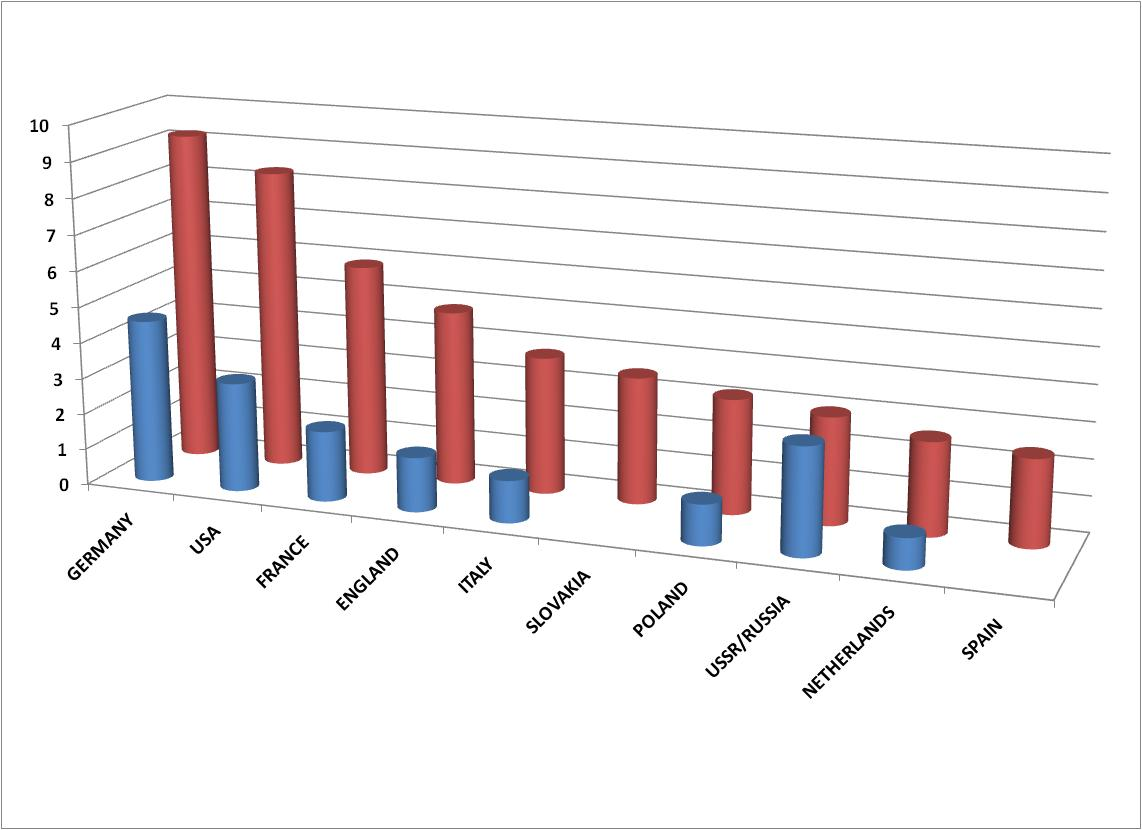 10
9
8
7
6
5
4
3
2
1
0
GERMANY
USA
FRANCE
ENGLAND
ITALY
SLOVAKIA
POLAND
USSR/RUSSIA
NETHERLANDS
SPAIN